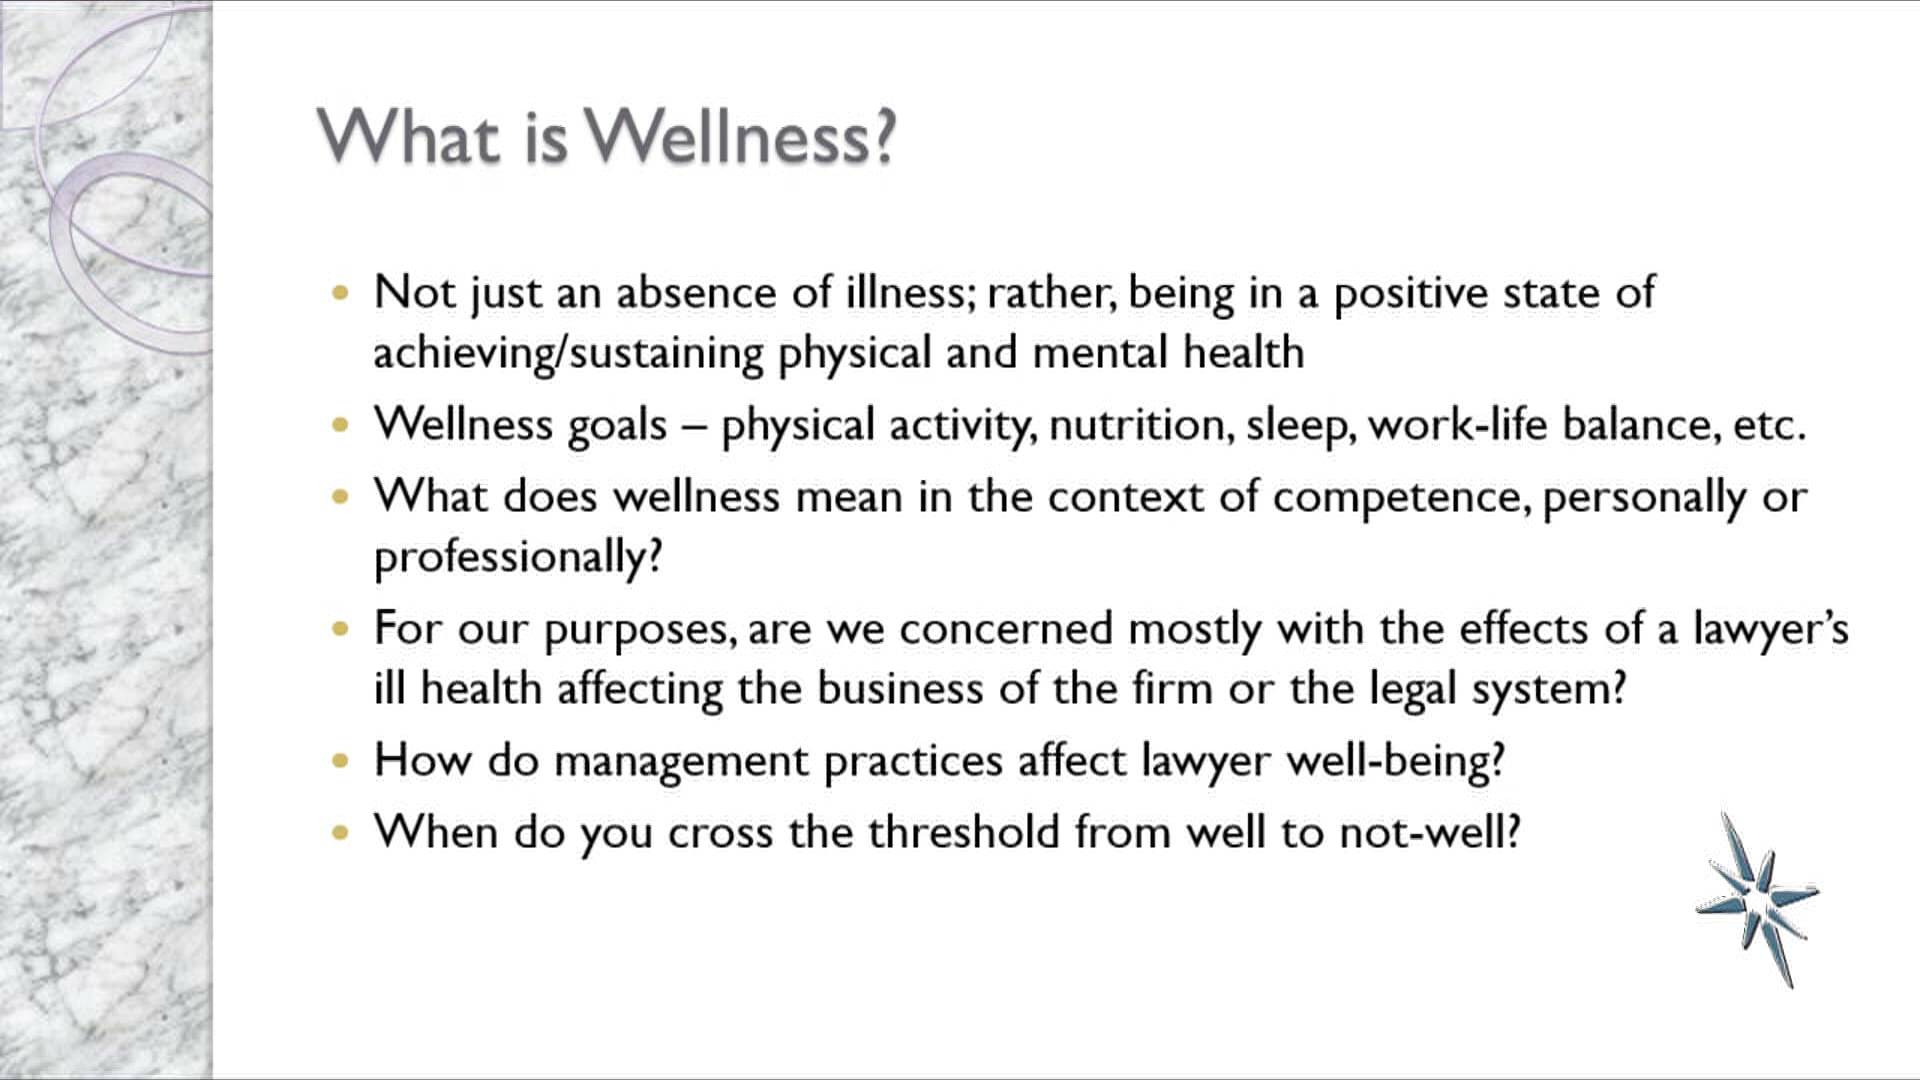 What is Wellness?
• Not just an absence of illness; rather, being in a positive state of
achieving/sustaining physical and mental health
• Wellness goals – physical activity, nutrition, sleep, work-life balance, etc.
• What does wellness mean in the context of competence, personally or
professionally?
• For our purposes, are we concerned mostly with the effects of a lawyer’s
ill health affecting the business of the firm or the legal system?
• How do management practices affect lawyer well-being?
• When do you cross the threshold from well to not-well?